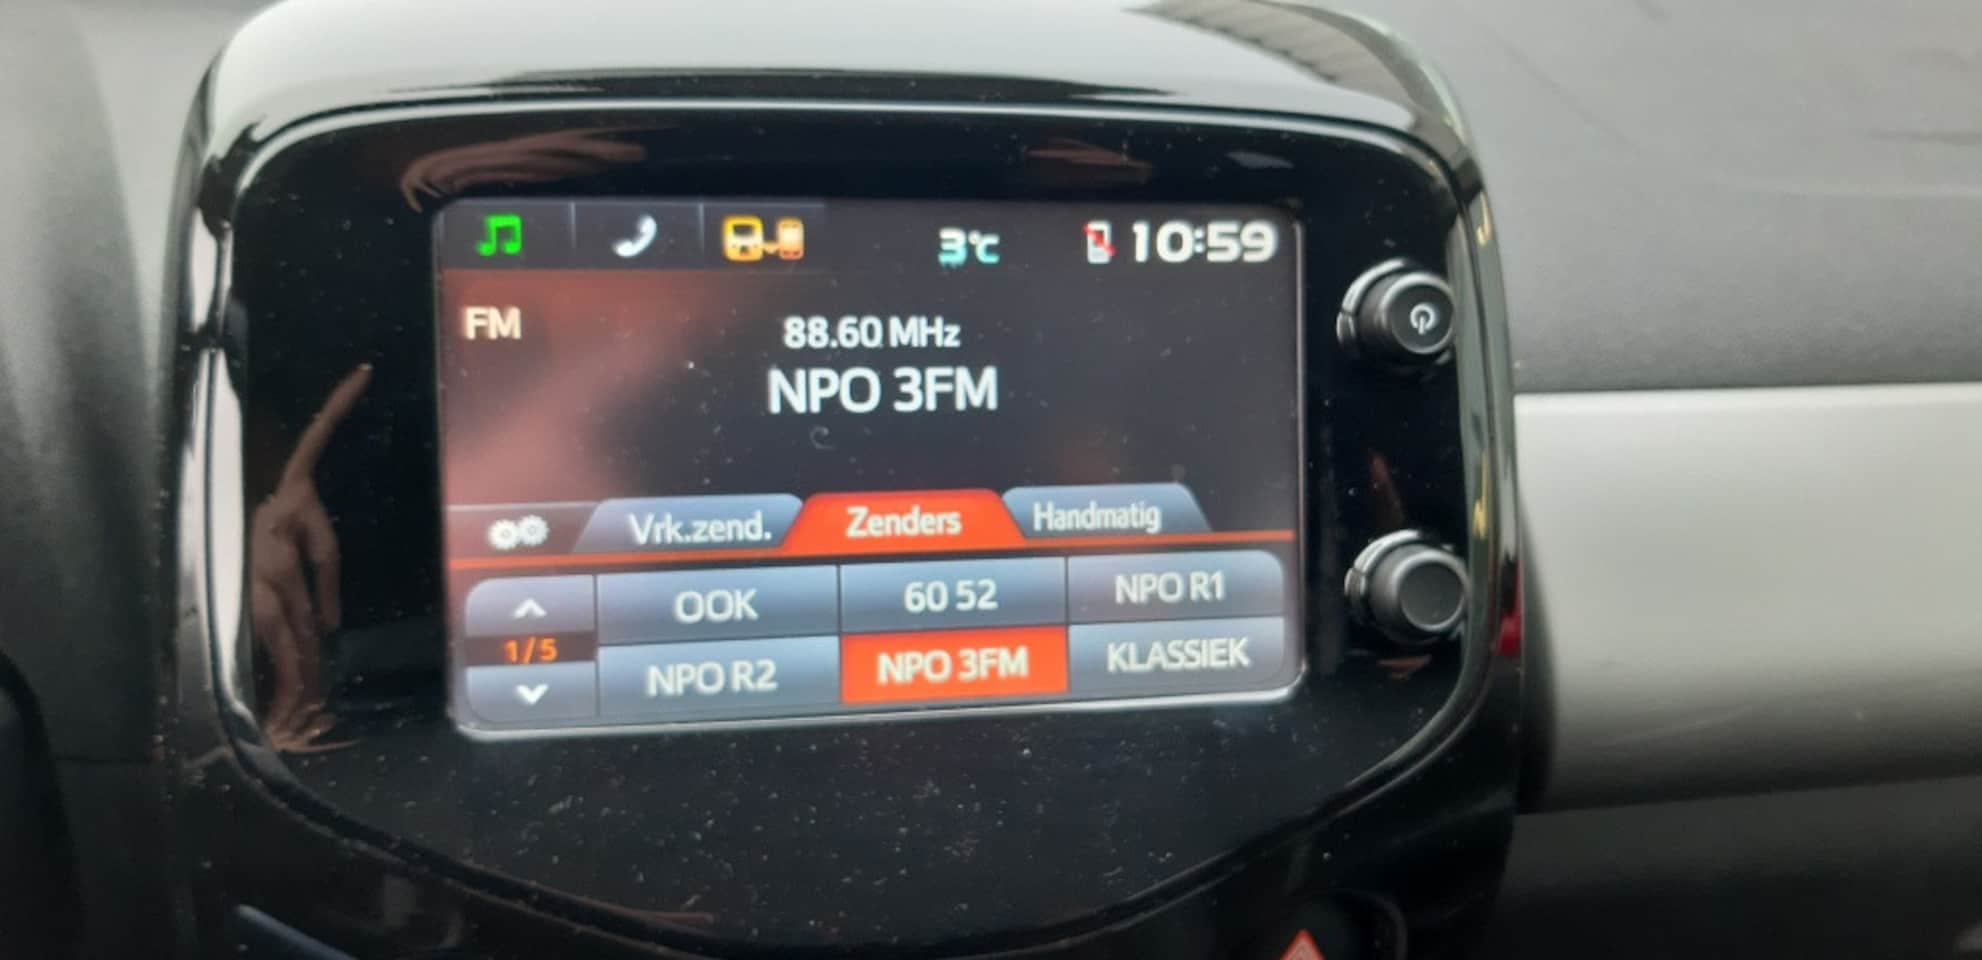 3℃ 10:59
FM
88.60 MHz
NPO 3FM
Vrk.zend. Zenders Handmatig
OOK 60 52 NPO R1
1/5
NPO R2 NPO 3FM KLASSIEK